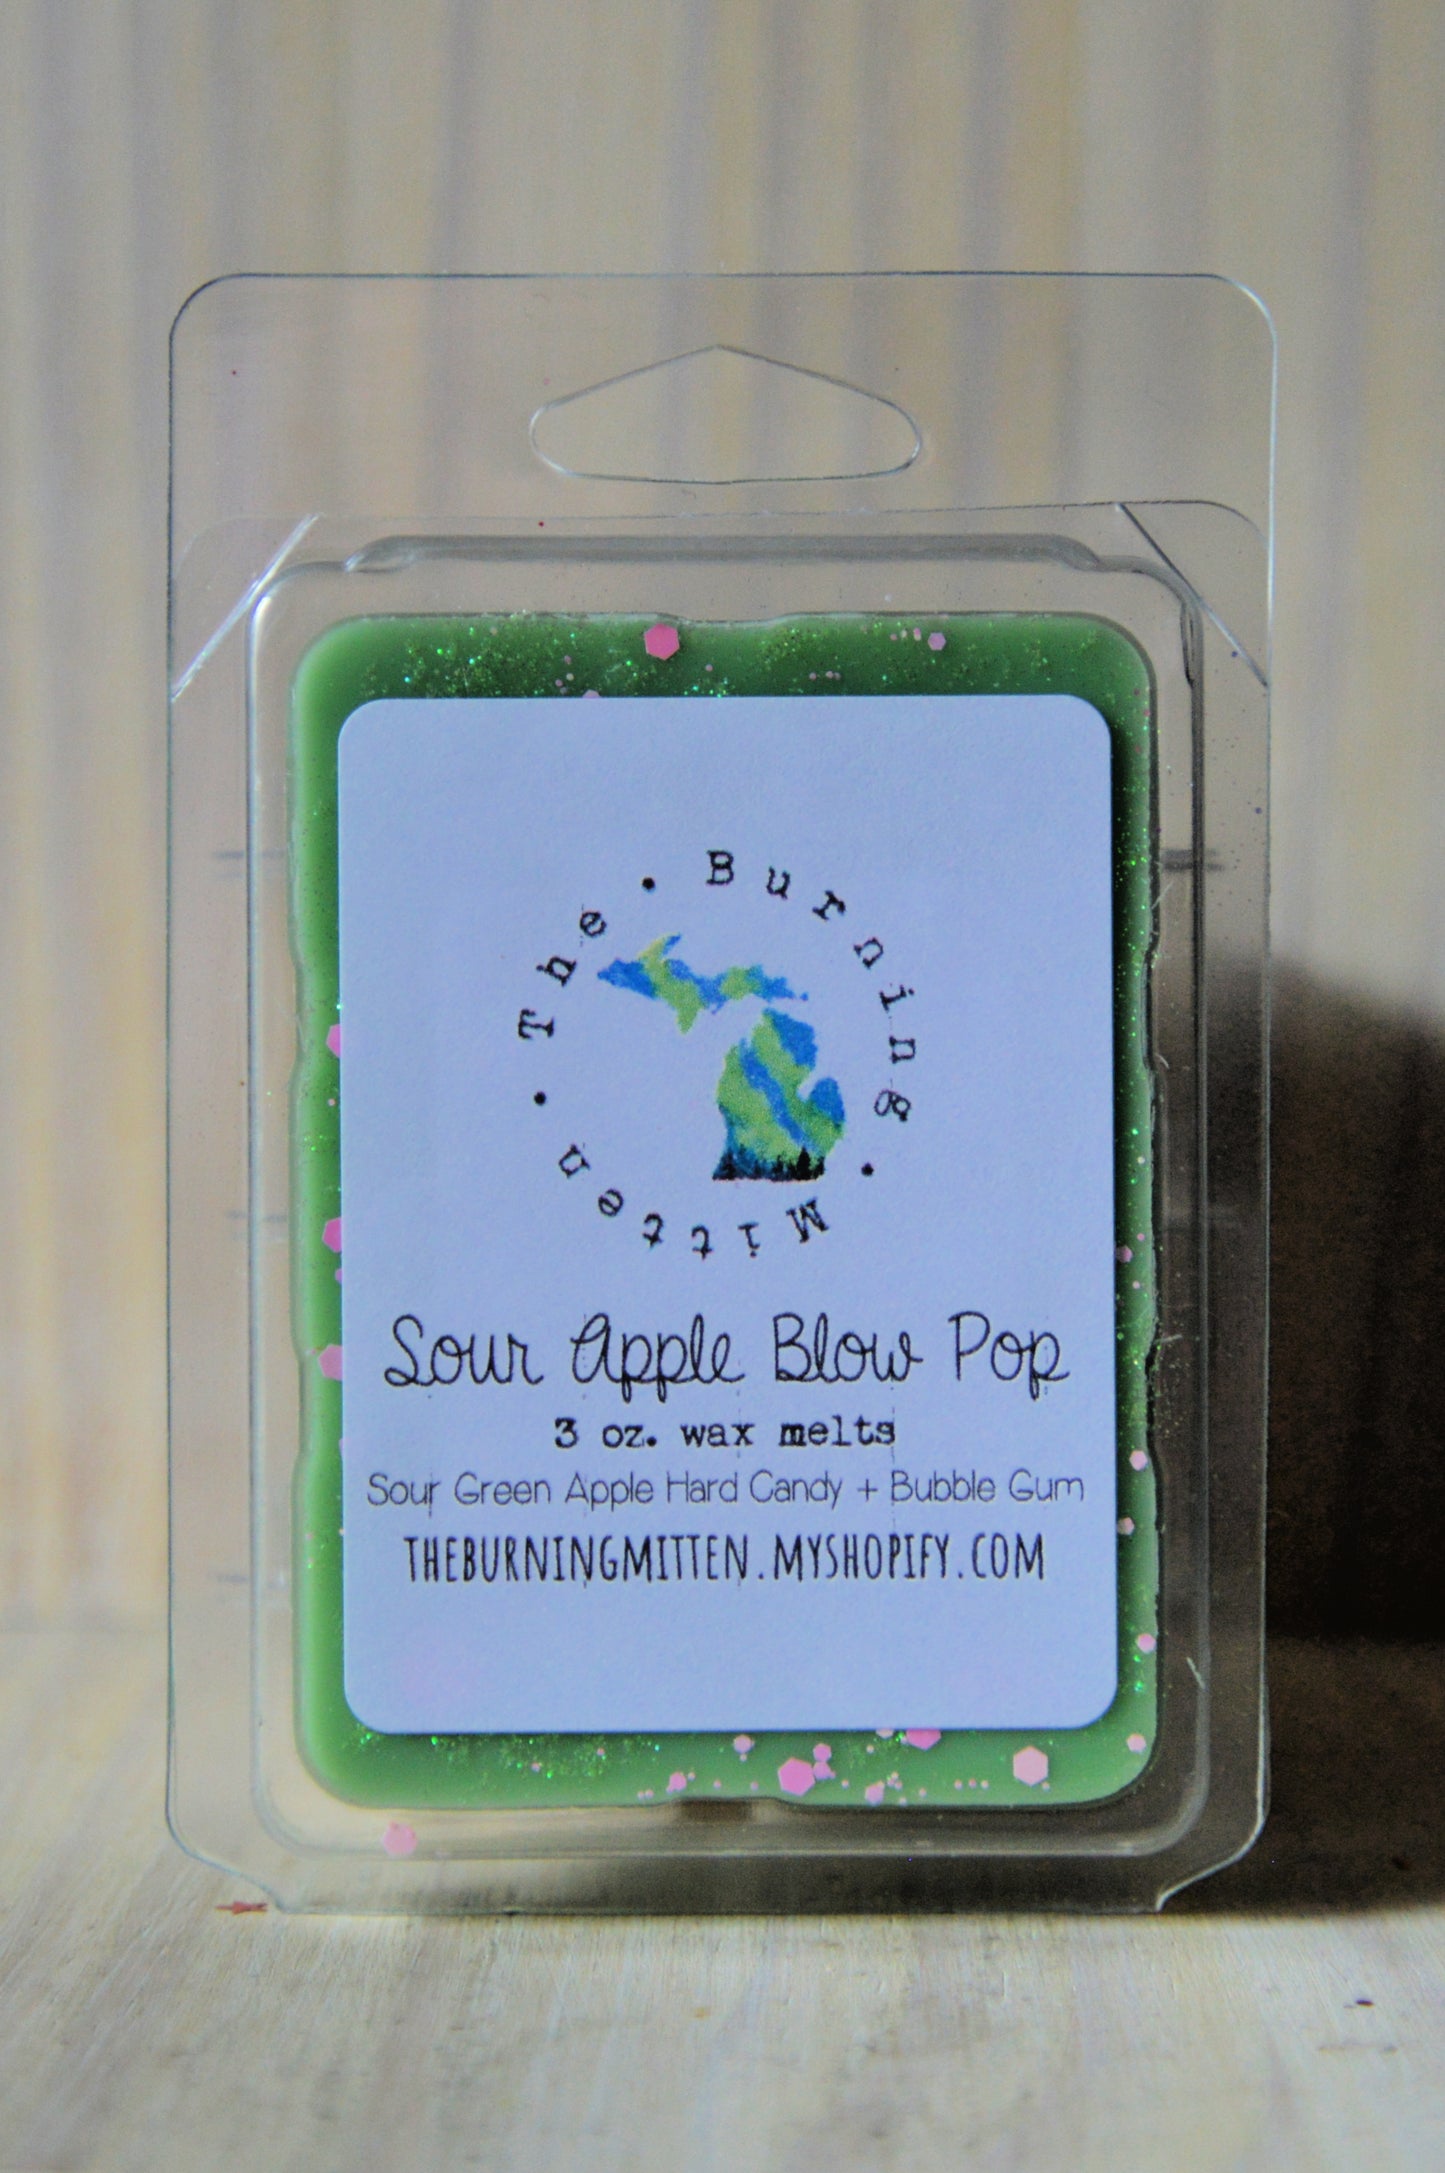 The • Burning • Mitten •
Sour Apple Blow Pop
3 oz. wax melts
Sour Green Apple Hard Candy + Bubble Gum
THEBURNINGMITTEN.MYSHOPIFY.COM